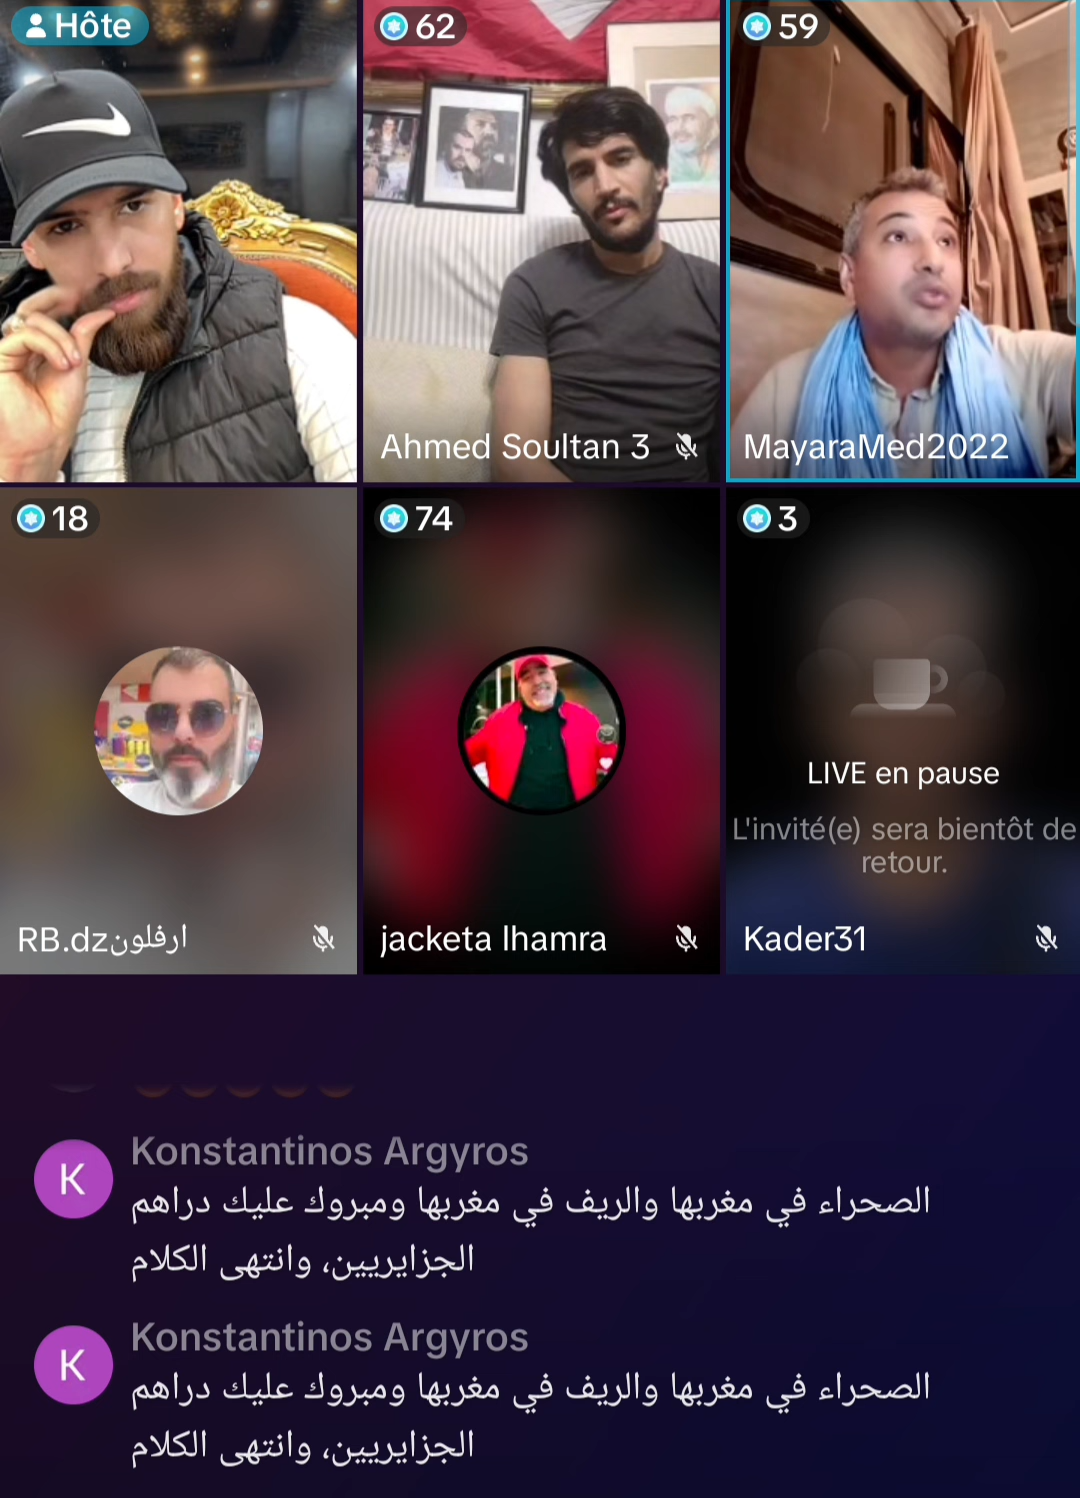 Hôte
62
59
Ahmed Soultan 3
MayaraMed2022
18
74
3
LIVE en pause
L'invité(e) sera bientôt de
retour.
RB.dzارفلون
jacketa lhamra
Kader31
K
Konstantinos Argyros
الصحراء في مغربها والريف في مغربها ومبروك عليك دراهم
الجزايريين، وانتهى الكلام
K
Konstantinos Argyros
الصحراء في مغربها والريف في مغربها ومبروك عليك دراهم
الجزايريين، وانتهى الكلام